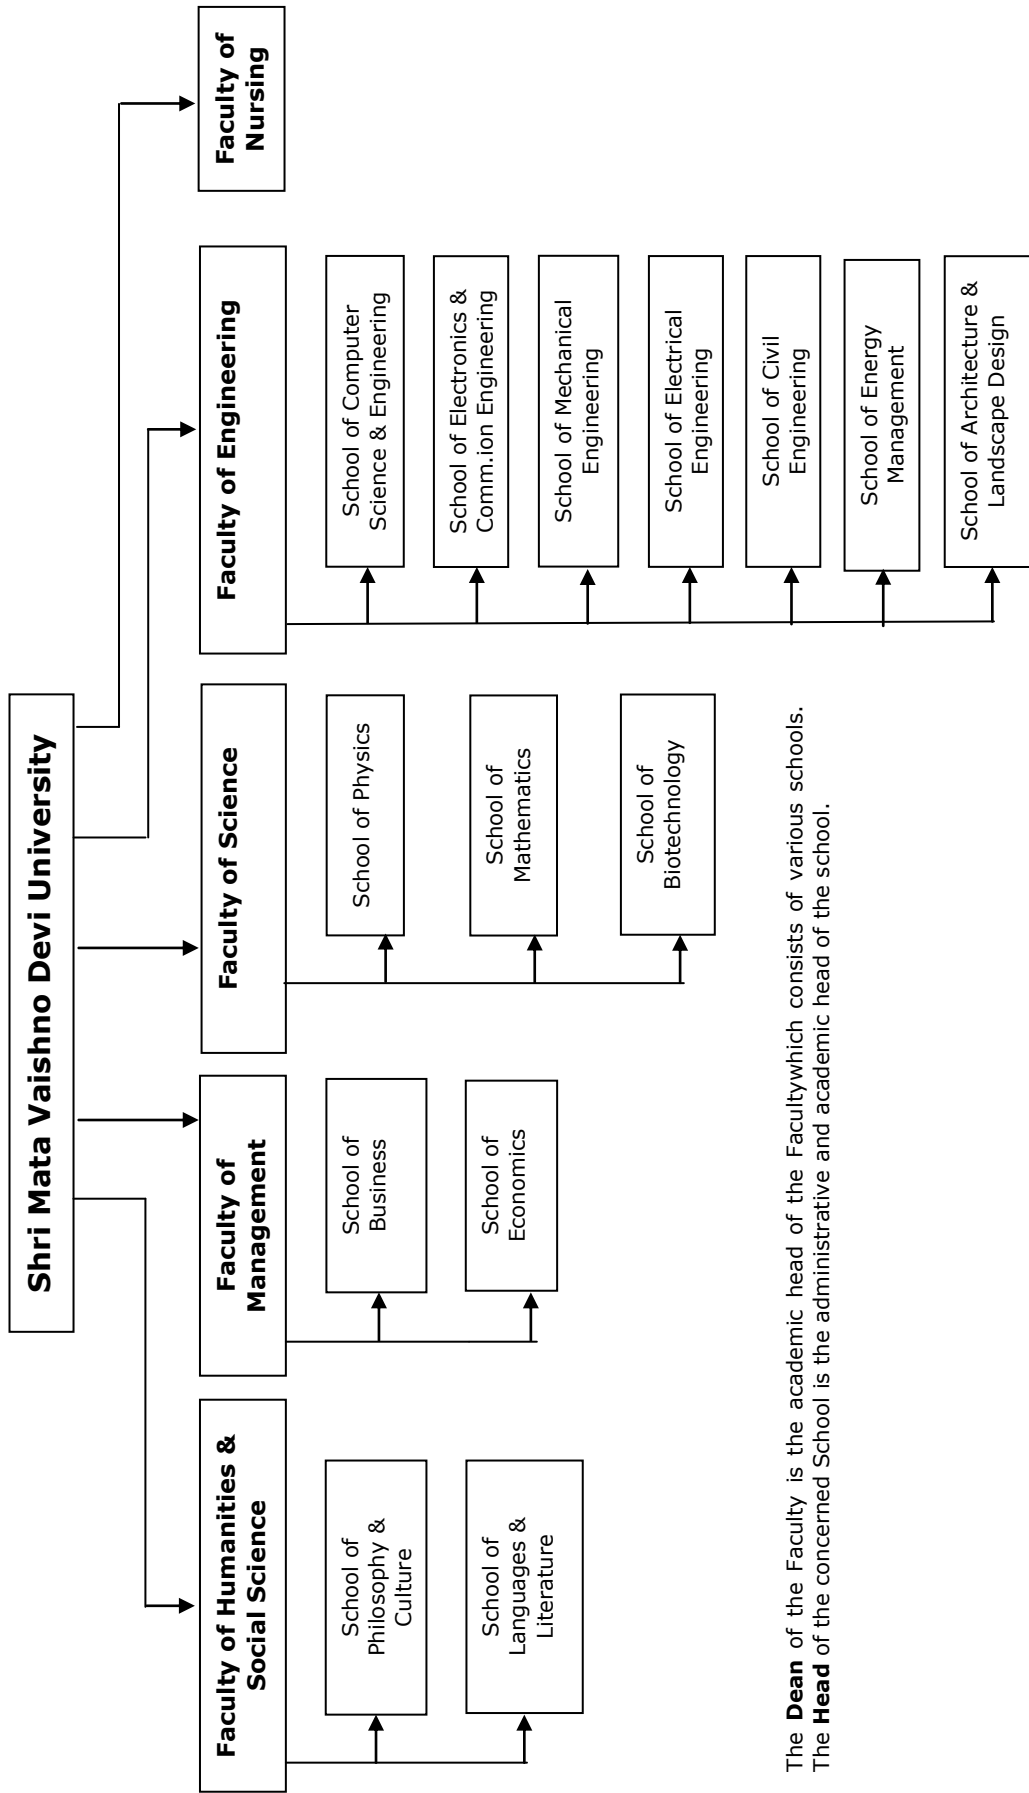 Shri Mata Vaishno Devi University
Faculty of Humanities &
Social Science
School of
Philosophy &
Culture
School of
Languages &
Literature
Faculty of
Management
School of
Business
School of
Economics
Faculty of Science
School of Physics
School of
Mathematics
School of
Biotechnology
Faculty of Engineering
School of Computer
Science & Engineering
School of Electronics &
Comm.ion Engineering
School of Mechanical
Engineering
School of Electrical
Engineering
School of Civil
Engineering
School of Energy
Management
School of Architecture &
Landscape Design
Faculty of
Nursing
The Dean of the Faculty is the academic head of the Facultywhich consists of various schools.
The Head of the concerned School is the administrative and academic head of the school.